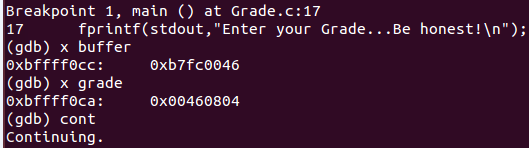 Breakpoint 1, main () at Grade.c:17
17      fprintf(stdout,"Enter your Grade...Be honest!\n");
(gdb) x buffer
0xbffff0cc:     0xb7fc0046
(gdb) x grade
0xbffff0ca:     0x00460804
(gdb) cont
Continuing.